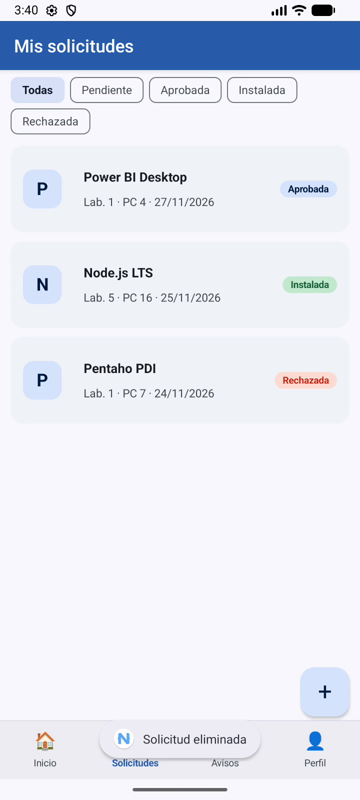 3:40
Mis solicitudes
Todas
Pendiente
Aprobada
Instalada
Rechazada
P
Power BI Desktop
Lab. 1 · PC 4 · 27/11/2026
Aprobada
N
Node.js LTS
Lab. 5 · PC 16 · 25/11/2026
Instalada
P
Pentaho PDI
Lab. 1 · PC 7 · 24/11/2026
Rechazada
+
N Solicitud eliminada
Inicio
Solicitudes
Avisos
Perfil